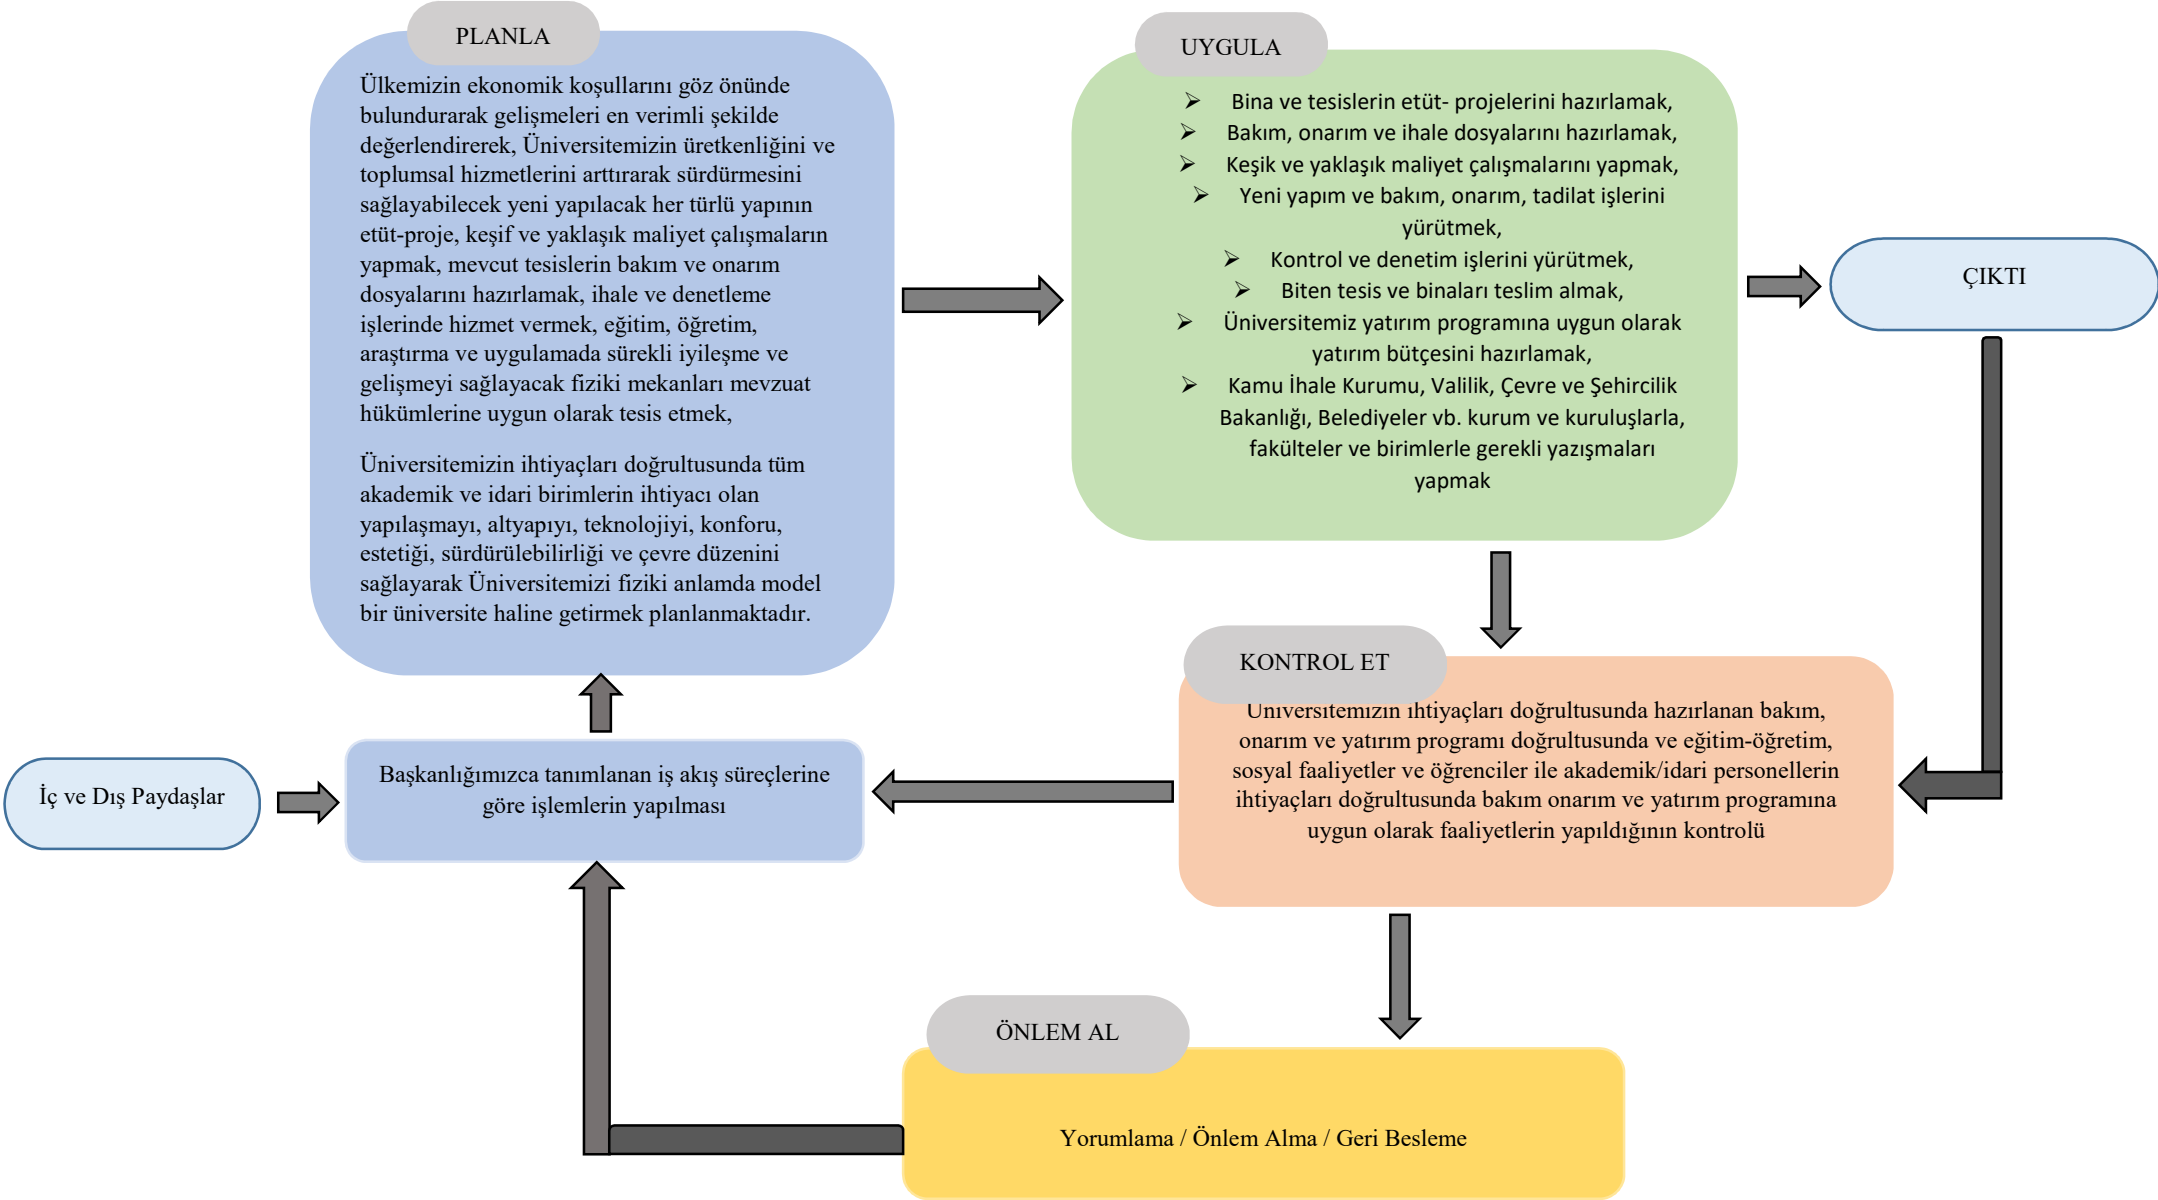 PLANLA
Ülkemizin ekonomik koşullarını göz önünde
bulundurarak gelişmeleri en verimli şekilde
değerlendirerek, Üniversitemizin üretkenliğini ve
toplumsal hizmetlerini arttırarak sürdürmesini
sağlayabilecek yeni yapılacak her türlü yapının
etüt-proje, keşif ve yaklaşık maliyet çalışmaların
yapmak, mevcut tesislerin bakım ve onarım
dosyalarını hazırlamak, ihale ve denetleme
işlerinde hizmet vermek, eğitim, öğretim,
araştırma ve uygulamada sürekli iyileşme ve
gelişmeyi sağlayacak fiziki mekanları mevzuat
hükümlerine uygun olarak tesis etmek,
Üniversitemizin ihtiyaçları doğrultusunda tüm
akademik ve idari birimlerin ihtiyacı olan
yapılaşmayı, altyapıyı, teknolojiyi, konforu,
estetiği, sürdürülebilirliği ve çevre düzenini
sağlayarak Üniversitemizi fiziki anlamda model
bir üniversite haline getirmek planlanmaktadır.
UYGULA
➢ Bina ve tesislerin etüt- projelerini hazırlamak,
➢ Bakım, onarım ve ihale dosyalarını hazırlamak,
➢ Keşik ve yaklaşık maliyet çalışmalarını yapmak,
➢ Yeni yapım ve bakım, onarım, tadilat işlerini
yürütmek,
➢ Kontrol ve denetim işlerini yürütmek,
➢ Biten tesis ve binaları teslim almak,
➢ Üniversitemiz yatırım programına uygun olarak
yatırım bütçesini hazırlamak,
➢ Kamu İhale Kurumu, Valilik, Çevre ve Şehircilik
Bakanlığı, Belediyeler vb. kurum ve kuruluşlarla,
fakülteler ve birimlerle gerekli yazışmaları
yapmak
ÇIKTI
KONTROL ET
Üniversitemizin ihtiyaçları doğrultusunda hazırlanan bakım,
onarım ve yatırım programı doğrultusunda ve eğitim-öğretim,
sosyal faaliyetler ve öğrenciler ile akademik/idari personellerin
ihtiyaçları doğrultusunda bakım onarım ve yatırım programına
uygun olarak faaliyetlerin yapıldığının kontrolü
İç ve Dış Paydaşlar
Başkanlığımızca tanımlanan iş akış süreçlerine
göre işlemlerin yapılması
ÖNLEM AL
Yorumlama / Önlem Alma / Geri Besleme